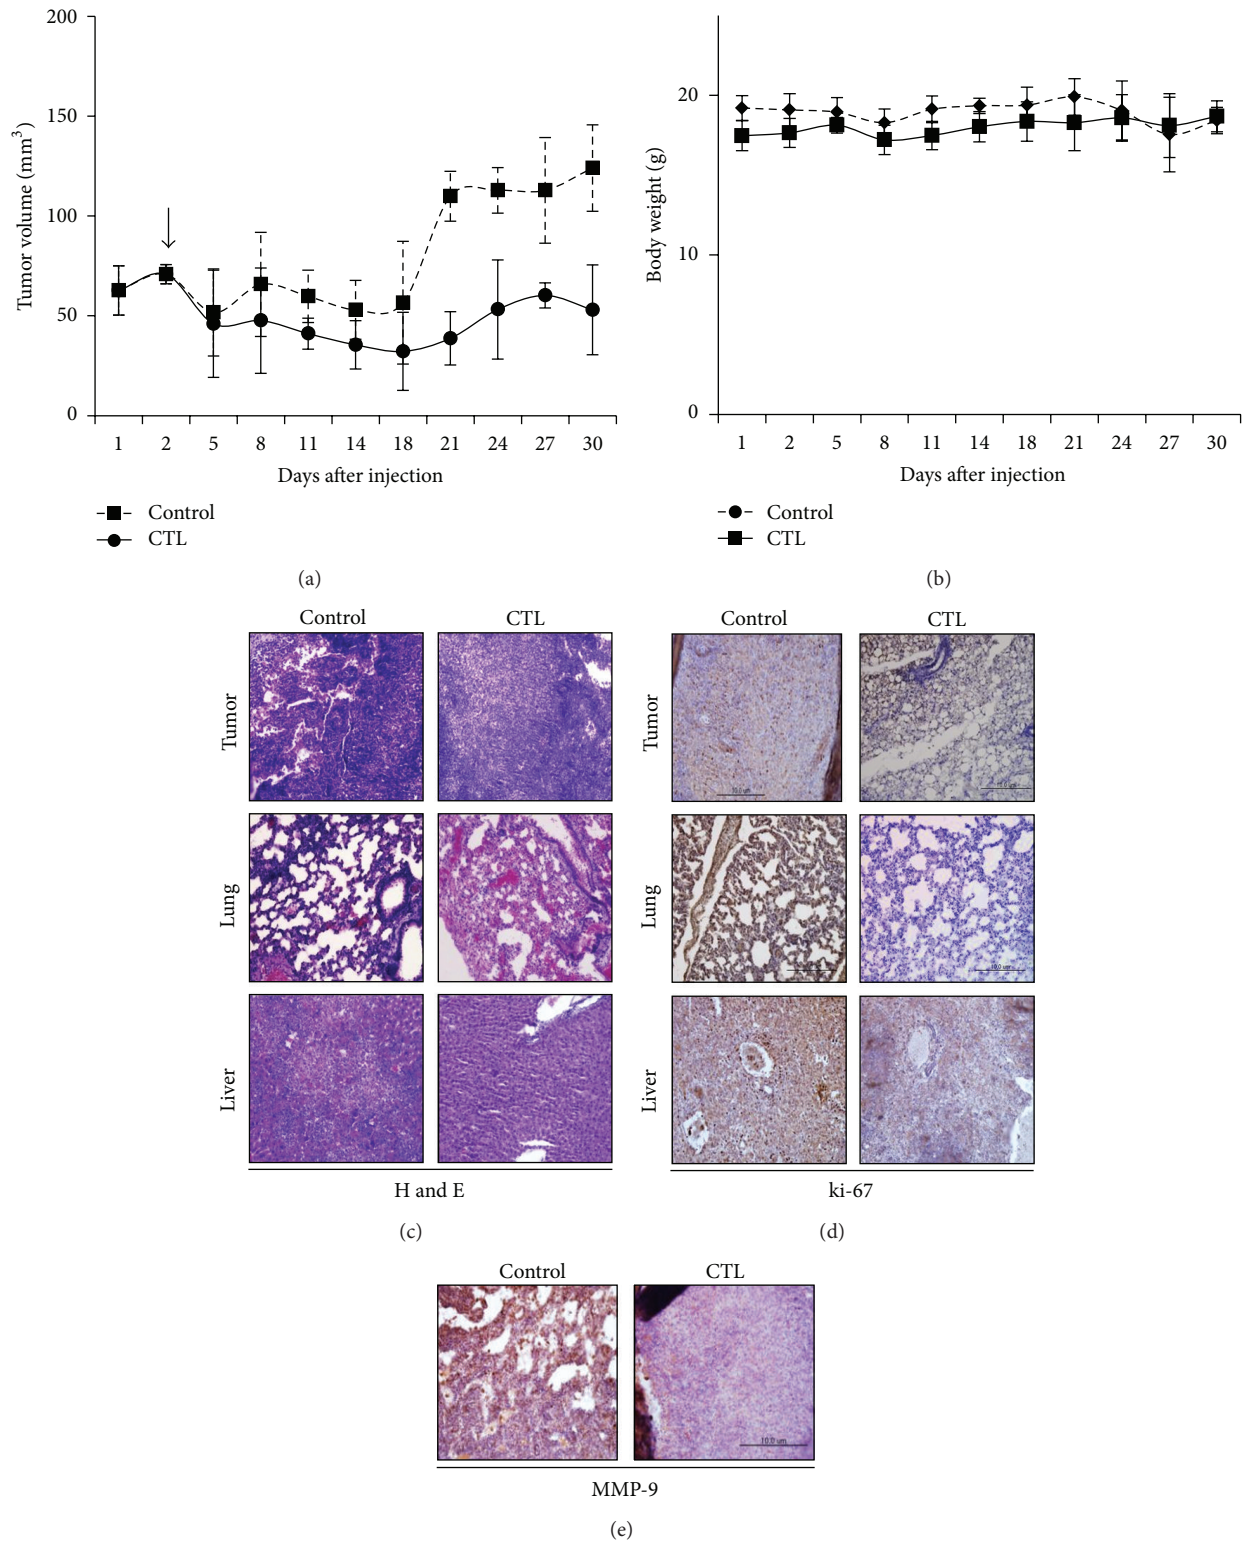 200
150
100
50
0
Tumor volume (mm³)
1 2 5 8 11 14 18 21 24 27 30
Days after injection
Control
CTL
(a)
20
10
0
Body weight (g)
1 2 5 8 11 14 18 21 24 27 30
Days after injection
Control
CTL
(b)
Control CTL
Tumor
Lung
Liver
H and E
(c)
Control CTL
Tumor
Lung
Liver
ki-67
(d)
Control CTL
10.0 um
MMP-9
(e)